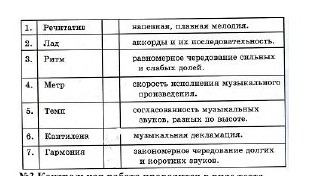 1. Речитатив напевная, плавная мелодия.
2. Лад аккорды и их последовательность.
3. Ритм равномерное чередование сильных
и слабых долей.
4. Метр скорость исполнения музыкального
произведения.
5. Темп согласованность музыкальных
звуков, разных по высоте.
6. Кантилена музыкальная декламация.
7. Гармония закономерное чередование долгих
и коротких звуков.